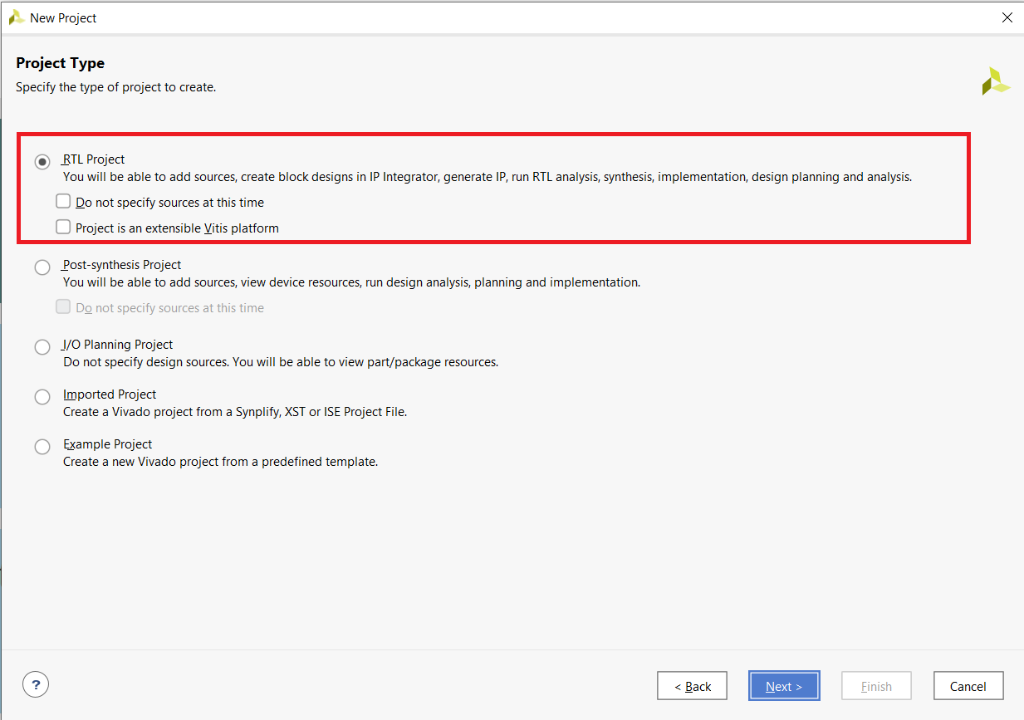 New Project
Project Type
Specify the type of project to create.
RTL Project
You will be able to add sources, create block designs in IP Integrator, generate IP, run RTL analysis, synthesis, implementation, design planning and analysis.
Do not specify sources at this time
Project is an extensible Vitis platform
Post-synthesis Project
You will be able to add sources, view device resources, run design analysis, planning and implementation.
Do not specify sources at this time
I/O Planning Project
Do not specify design sources. You will be able to view part/package resources.
Imported Project
Create a Vivado project from a Synplify, XST or ISE Project File.
Example Project
Create a new Vivado project from a predefined template.
? < Back Next > Finish Cancel